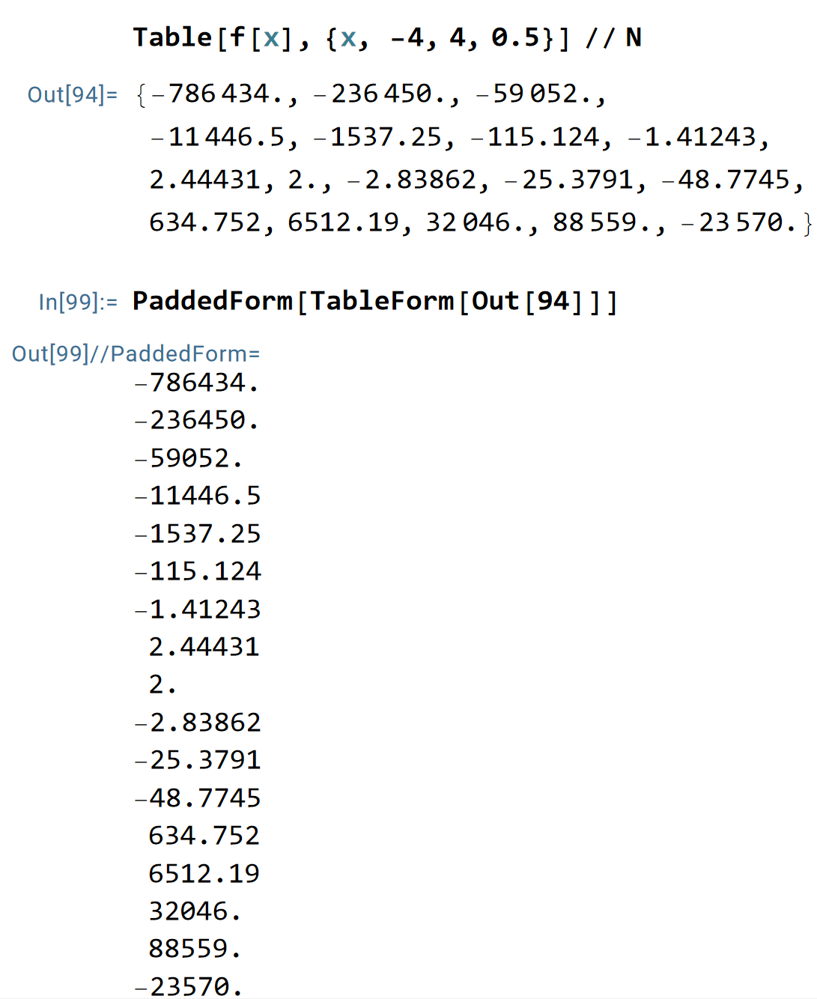 Table[f[x], {x, -4, 4, 0.5}] // N
Out[94]= {-786 434., -236 450., -59 052.,
-11 446.5, -1537.25, -115.124, -1.41243,
2.44431, 2., -2.83862, -25.3791, -48.7745,
634.752, 6512.19, 32 046., 88 559., -23 570.}
In[99]:= PaddedForm[TableForm[Out[94]]]
Out[99]//PaddedForm=
-786434.
-236450.
-59052.
-11446.5
-1537.25
-115.124
-1.41243
2.44431
2.
-2.83862
-25.3791
-48.7745
634.752
6512.19
32046.
88559.
-23570.